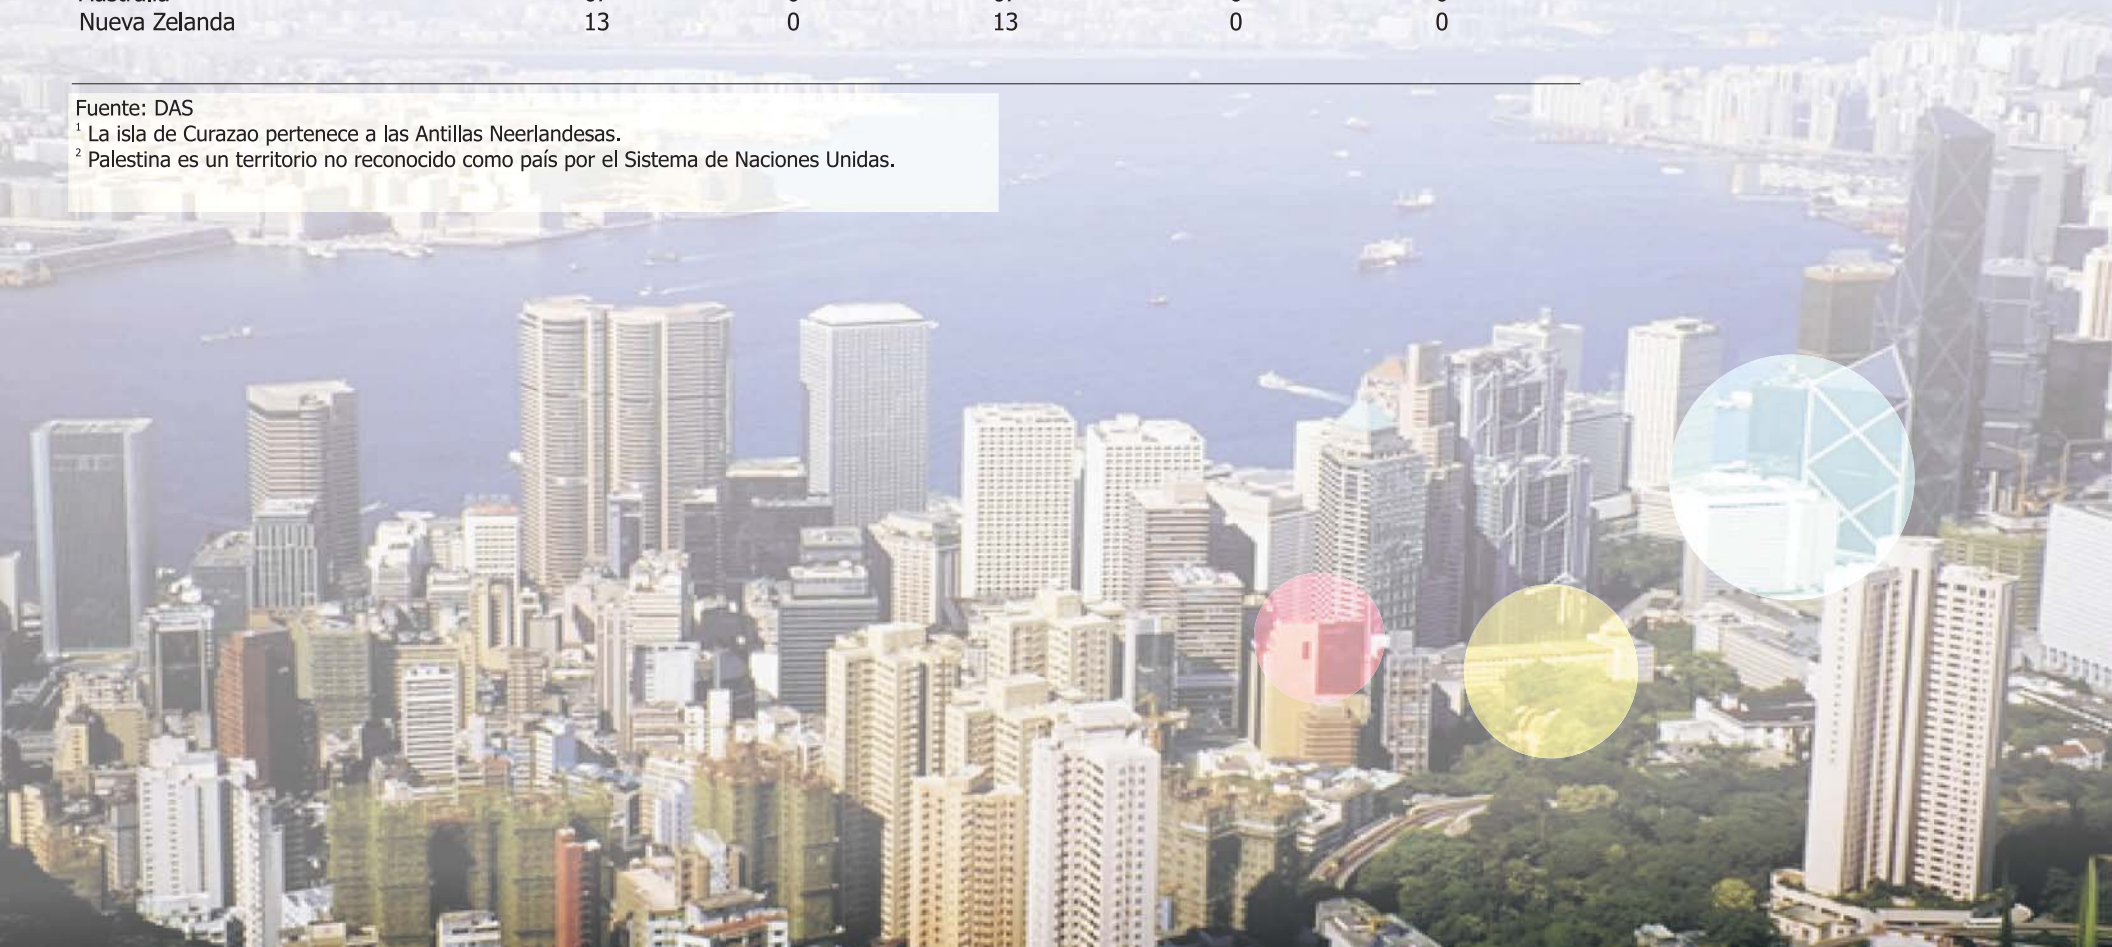 Nueva Zelanda 13 0 13 0 0
Fuente: DAS
¹ La isla de Curazao pertenece a las Antillas Neerlandesas.
² Palestina es un territorio no reconocido como país por el Sistema de Naciones Unidas.